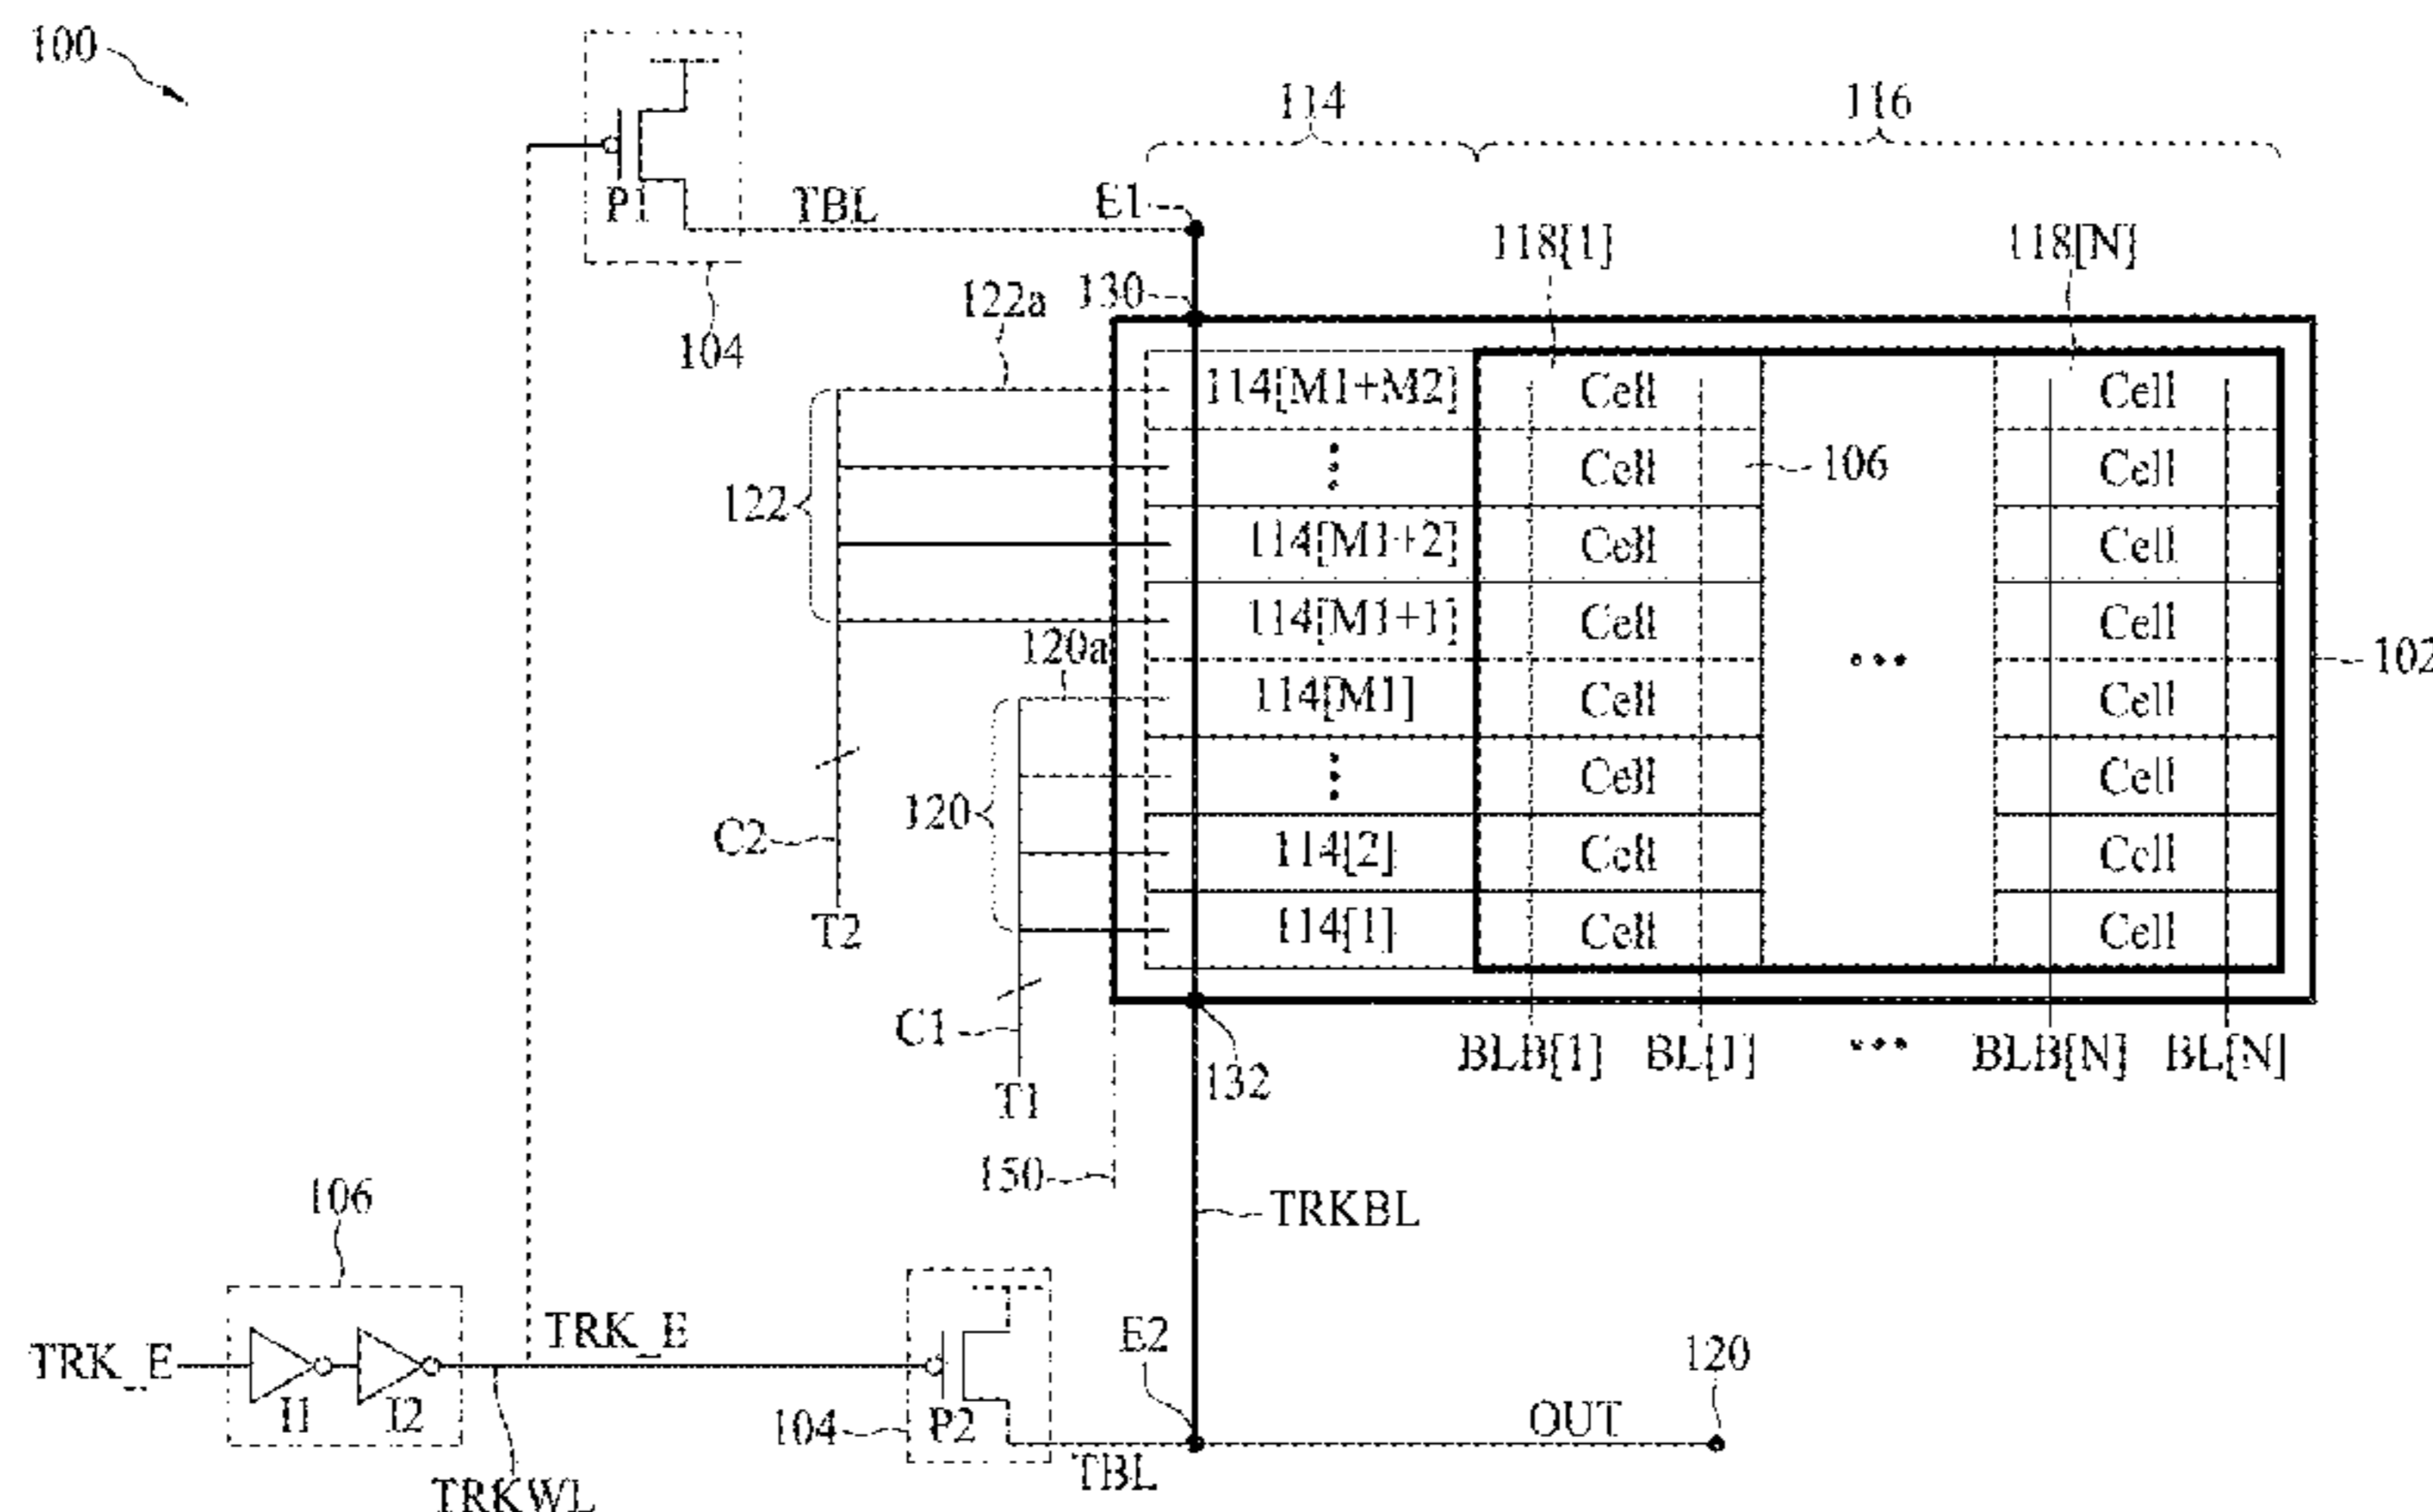 100
114
116
P1
TBL
E1
118[1]
118[N]
104
122a
130
114[M1+M2]
Cell
Cell
Cell
106
Cell
122
114[M1+2]
Cell
Cell
114[M1+1]
Cell
Cell
120a
102
114[M1]
Cell
Cell
120
Cell
Cell
C2
114[2]
Cell
Cell
T2
114[1]
Cell
Cell
C1
BLB[1]
BL[1]
BLB[N]
BL[N]
T1
132
150
TRKBL
106
TRK_E
I1
I2
TRK_E
TRKWL
104
P2
E2
TBL
OUT
120